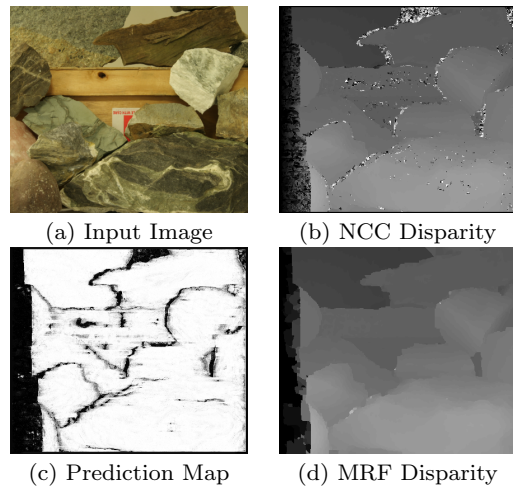 (a) Input Image
(b) NCC Disparity
(c) Prediction Map
(d) MRF Disparity